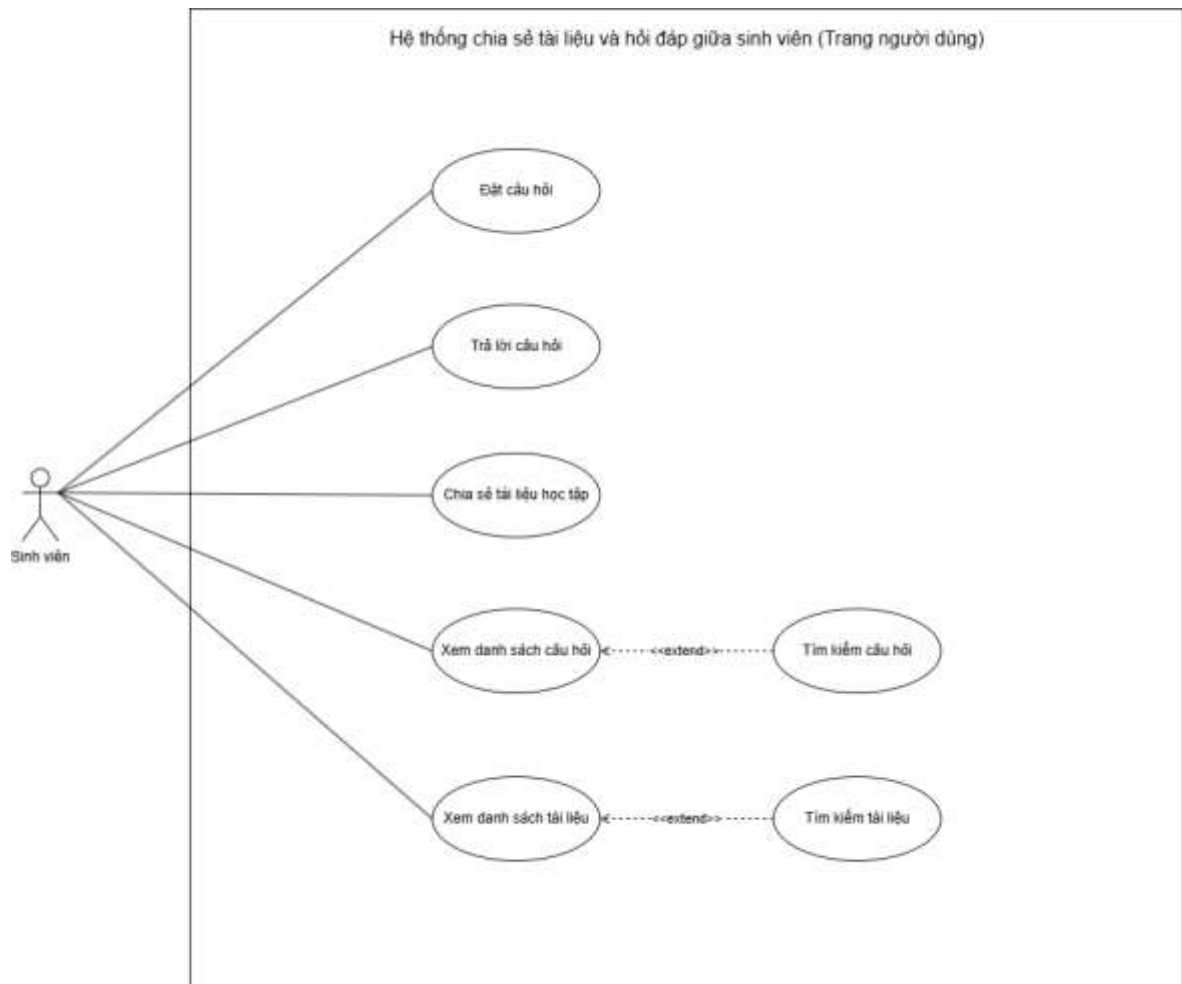 Hệ thống chia sẻ tài liệu và hỏi đáp giữa sinh viên (Trang người dùng)
Đặt câu hỏi
Trả lời câu hỏi
Chia sẻ tài liệu học tập
Sinh viên
Xem danh sách câu hỏi
<<extend>>
Tìm kiếm câu hỏi
Xem danh sách tài liệu
<<extend>>
Tìm kiếm tài liệu